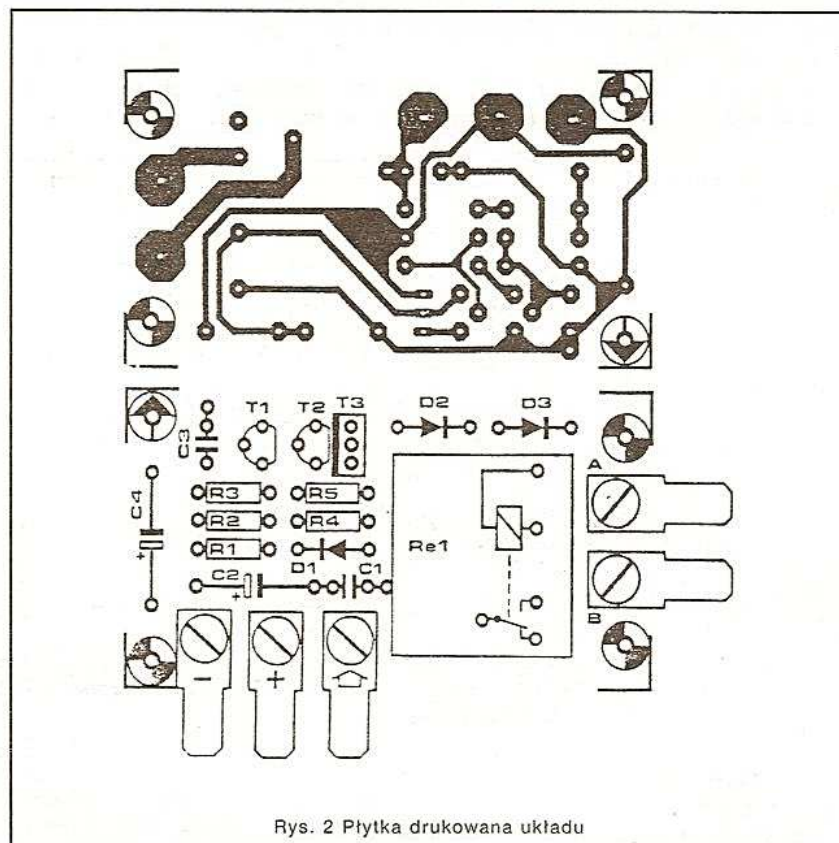 T1 T2 T3 D2 D3
C3
C4
R3 R5
R2 R4
R1
C2 D1 C1
+
+
Re1
A
B
- +
Rys. 2 Płytka drukowana układu